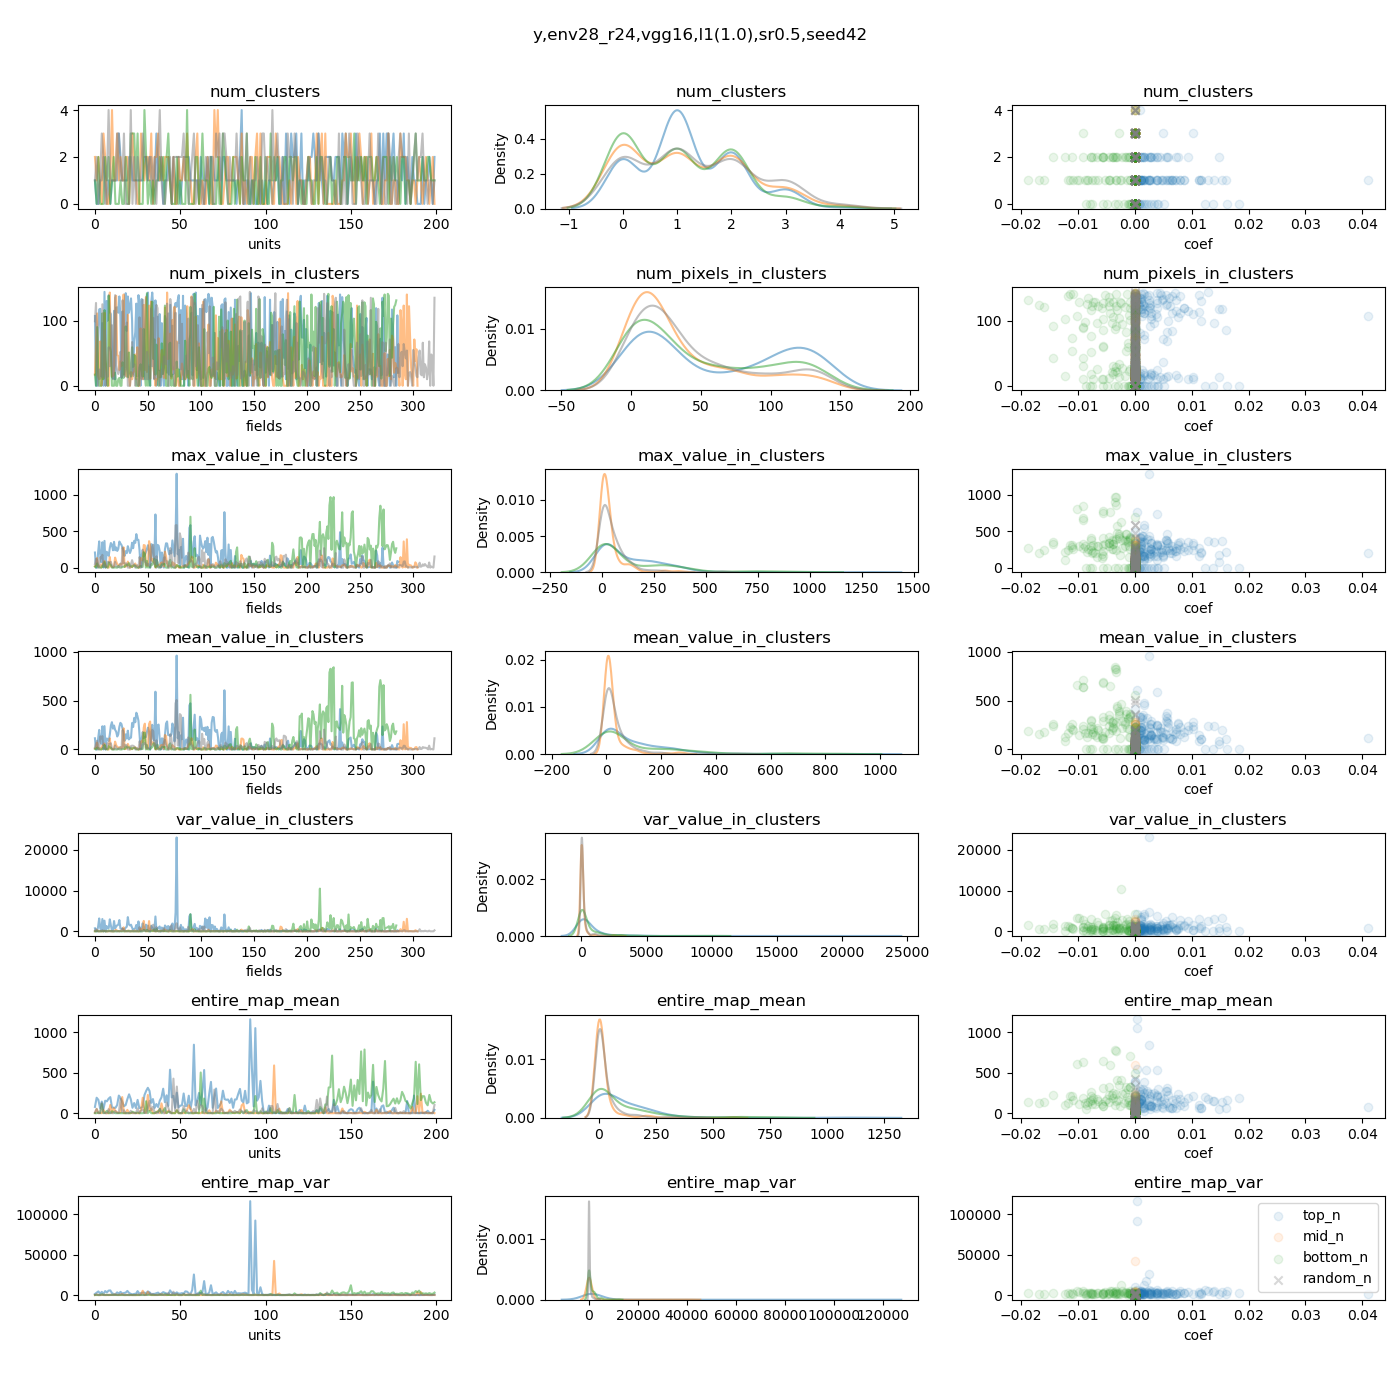 y,env28_r24,vgg16,l1(1.0),sr0.5,seed42
num_clusters
num_clusters
num_clusters
4
2
0
0 50 100 150 200
units
Density
0.4
0.2
0.0
−1 0 1 2 3 4 5
4
2
0
−0.02 −0.01 0.00 0.01 0.02 0.03 0.04
coef
num_pixels_in_clusters
num_pixels_in_clusters
num_pixels_in_clusters
100
0
0 50 100 150 200 250 300
fields
Density
0.01
0.00
−50 0 50 100 150 200
100
0
−0.02 −0.01 0.00 0.01 0.02 0.03 0.04
coef
max_value_in_clusters
max_value_in_clusters
max_value_in_clusters
1000
500
0
0 50 100 150 200 250 300
fields
Density
0.010
0.005
0.000
−250 0 250 500 750 1000 1250 1500
1000
500
0
−0.02 −0.01 0.00 0.01 0.02 0.03 0.04
coef
mean_value_in_clusters
mean_value_in_clusters
mean_value_in_clusters
1000
500
0
0 50 100 150 200 250 300
fields
Density
0.02
0.01
0.00
−200 0 200 400 600 800 1000
1000
500
0
−0.02 −0.01 0.00 0.01 0.02 0.03 0.04
coef
var_value_in_clusters
var_value_in_clusters
var_value_in_clusters
20000
10000
0
0 50 100 150 200 250 300
fields
Density
0.002
0.000
0 5000 10000 15000 20000 25000
20000
10000
0
−0.02 −0.01 0.00 0.01 0.02 0.03 0.04
coef
entire_map_mean
entire_map_mean
entire_map_mean
1000
500
0
0 50 100 150 200
units
Density
0.01
0.00
0 250 500 750 1000 1250
1000
500
0
−0.02 −0.01 0.00 0.01 0.02 0.03 0.04
coef
entire_map_var
entire_map_var
entire_map_var
100000
50000
0
0 50 100 150 200
units
Density
0.001
0.000
0 20000 40000 60000 80000 100000 120000
100000
50000
0
top_n
mid_n
bottom_n
random_n
−0.02 −0.01 0.00 0.01 0.02 0.03 0.04
coef